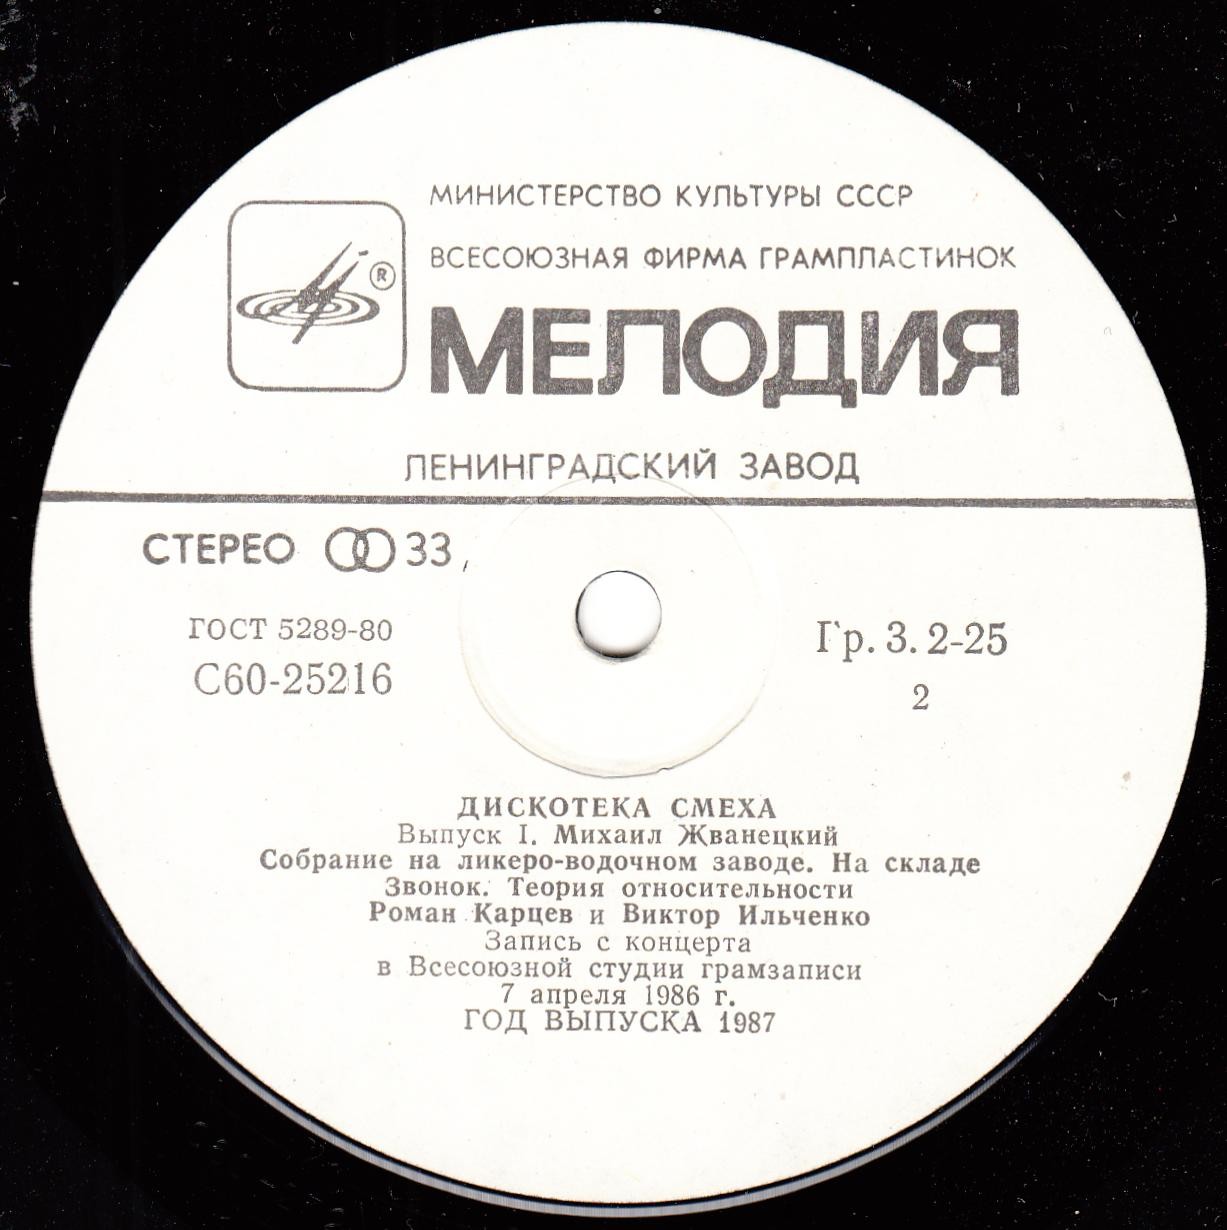 МИНИСТЕРСТВО КУЛЬТУРЫ СССР
ВСЕСОЮЗНАЯ ФИРМА ГРАМПЛАСТИНОК
®
МЕЛОДИЯ
ЛЕНИНГРАДСКИЙ ЗАВОД
СТЕРЕО 33
ГОСТ 5289-80
С60-25216
Гр. 3. 2-25
2
ДИСКОТЕКА СМЕХА
Выпуск I. Михаил Жванецкий
Собрание на ликеро-водочном заводе. На складе
Звонок. Теория относительности
Роман Карцев и Виктор Ильченко
Запись с концерта
в Всесоюзной студии грамзаписи
7 апреля 1986 г.
ГОД ВЫПУСКА 1987